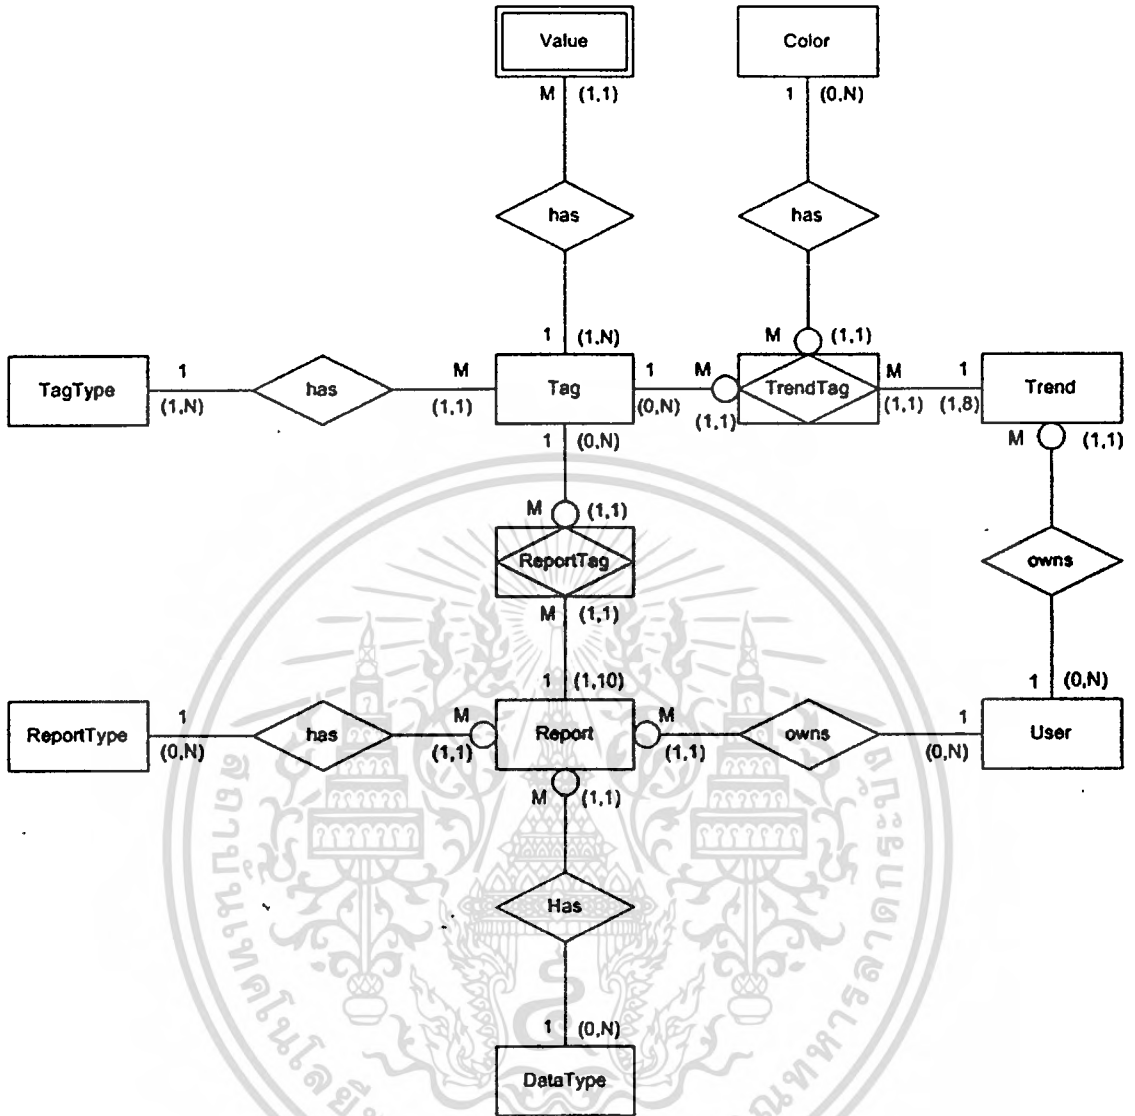 Value
Color
M (1,1)
1 (0,N)
has
has
1 (1,N)
M (1,1)
TagType
1
(1,N)
has
M
(1,1)
Tag
1
(0,N)
M
(1,1)
TrendTag
M
(1,1)
1
(1,8)
Trend
1 (0,N)
M (1,1)
M (1,1)
ReportTag
owns
M (1,1)
1 (1,10)
1 (0,N)
ReportType
1
(0,N)
has
M
(1,1)
Report
M
(1,1)
owns
1
(0,N)
User
M (1,1)
Has
1 (0,N)
DataType